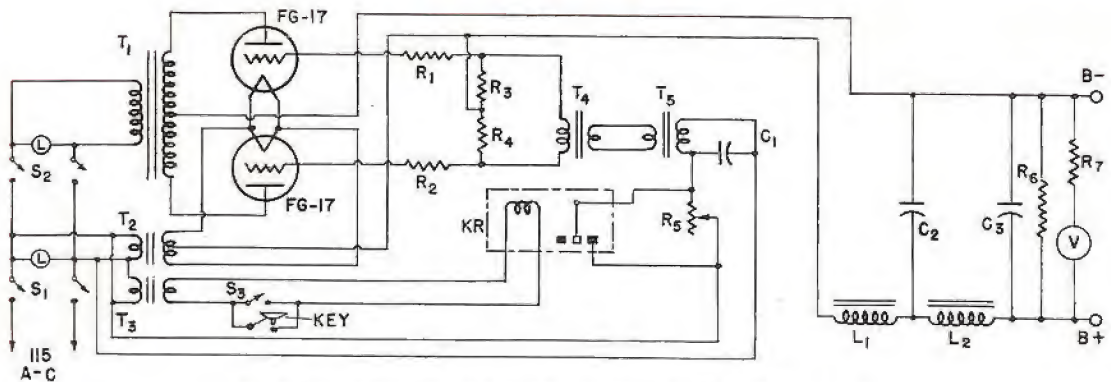 FG-17
T1
R1
R3
T4
T5
B-
L
S2
R4
C1
R7
R6
R2
FG-17
T2
KR
R5
C2
C3
V
L
S1
S3
KEY
T3
L1
L2
B+
115
A-C